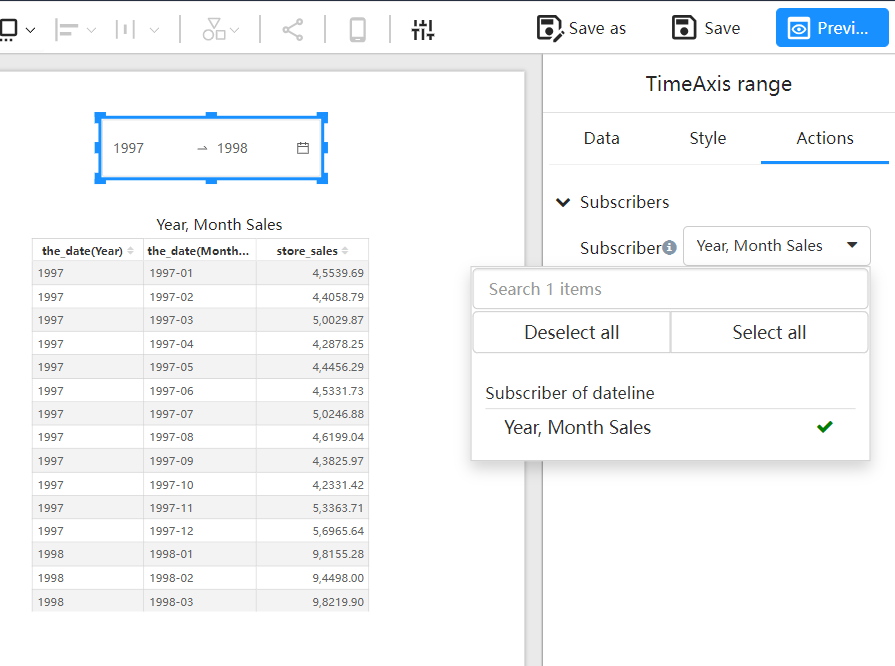 Save as
Save
Previ...
TimeAxis range
Data
Style
Actions
1997 → 1998
Subscribers
Subscriber
Year, Month Sales
Search 1 items
Deselect all
Select all
Subscriber of dateline
Year, Month Sales
Year, Month Sales
the_date(Year) the_date(Month... store_sales
1997 1997-01 4,5539.69
1997 1997-02 4,4058.79
1997 1997-03 5,0029.87
1997 1997-04 4,2878.25
1997 1997-05 4,4456.29
1997 1997-06 4,5331.73
1997 1997-07 5,0246.88
1997 1997-08 4,6199.04
1997 1997-09 4,3825.97
1997 1997-10 4,2331.42
1997 1997-11 5,3363.71
1997 1997-12 5,6965.64
1998 1998-01 9,8155.28
1998 1998-02 9,4498.00
1998 1998-03 9,8219.90